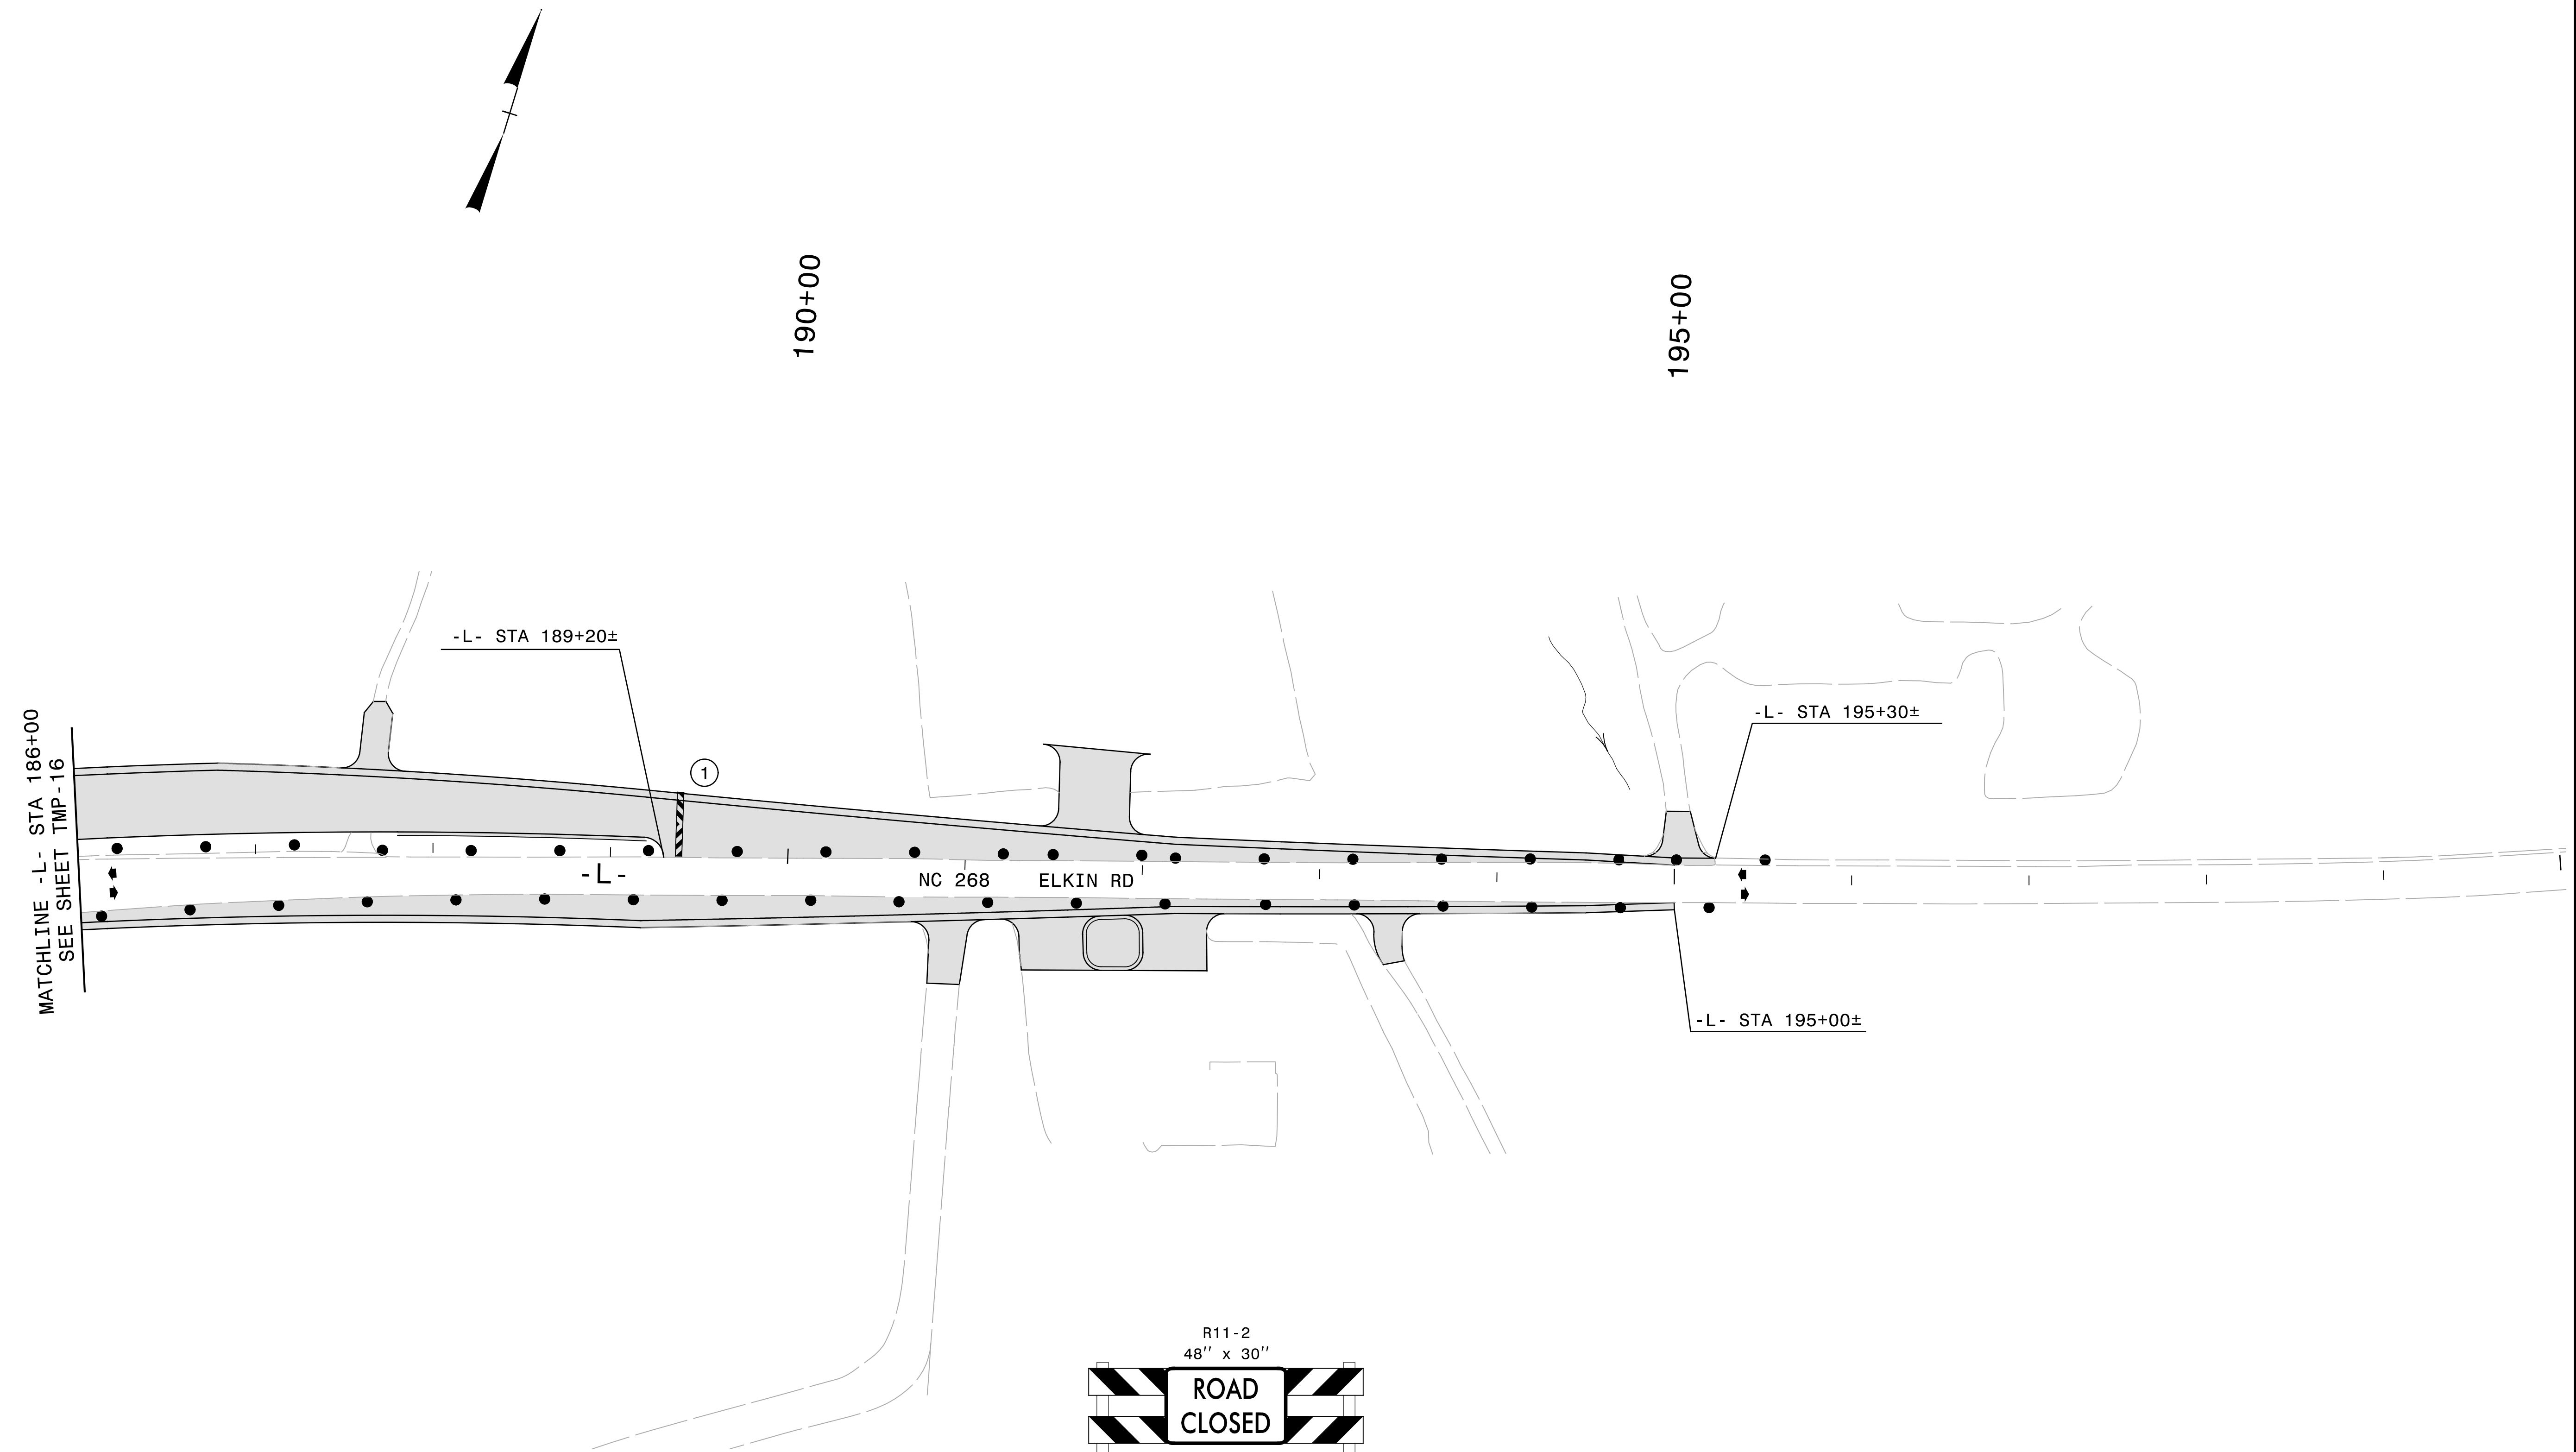 190+00
195+00
-L- STA 189+20±
-L- STA 195+30±
MATCHLINE -L- STA 186+00
SEE SHEET TMP-16
1
-L-
NC 268 ELKIN RD
-L- STA 195+00±
R11-2
48'' x 30''
ROAD
CLOSED